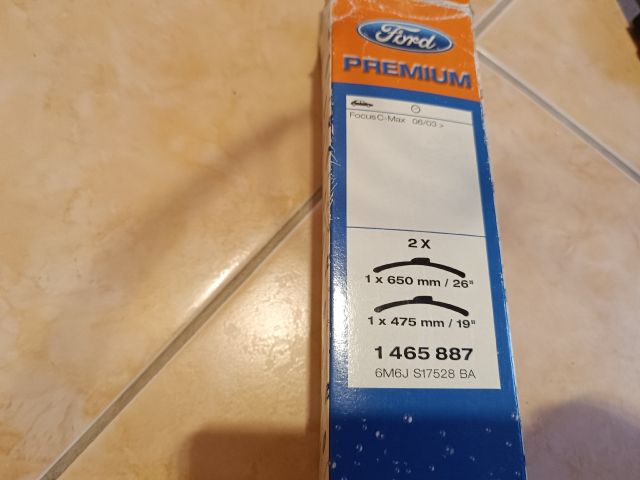 Ford
PREMIUM
Focus C-Max 06/03 >
2 X
1 x 650 mm / 26"
1 x 475 mm / 19"
1 465 887
6M6J S17528 BA